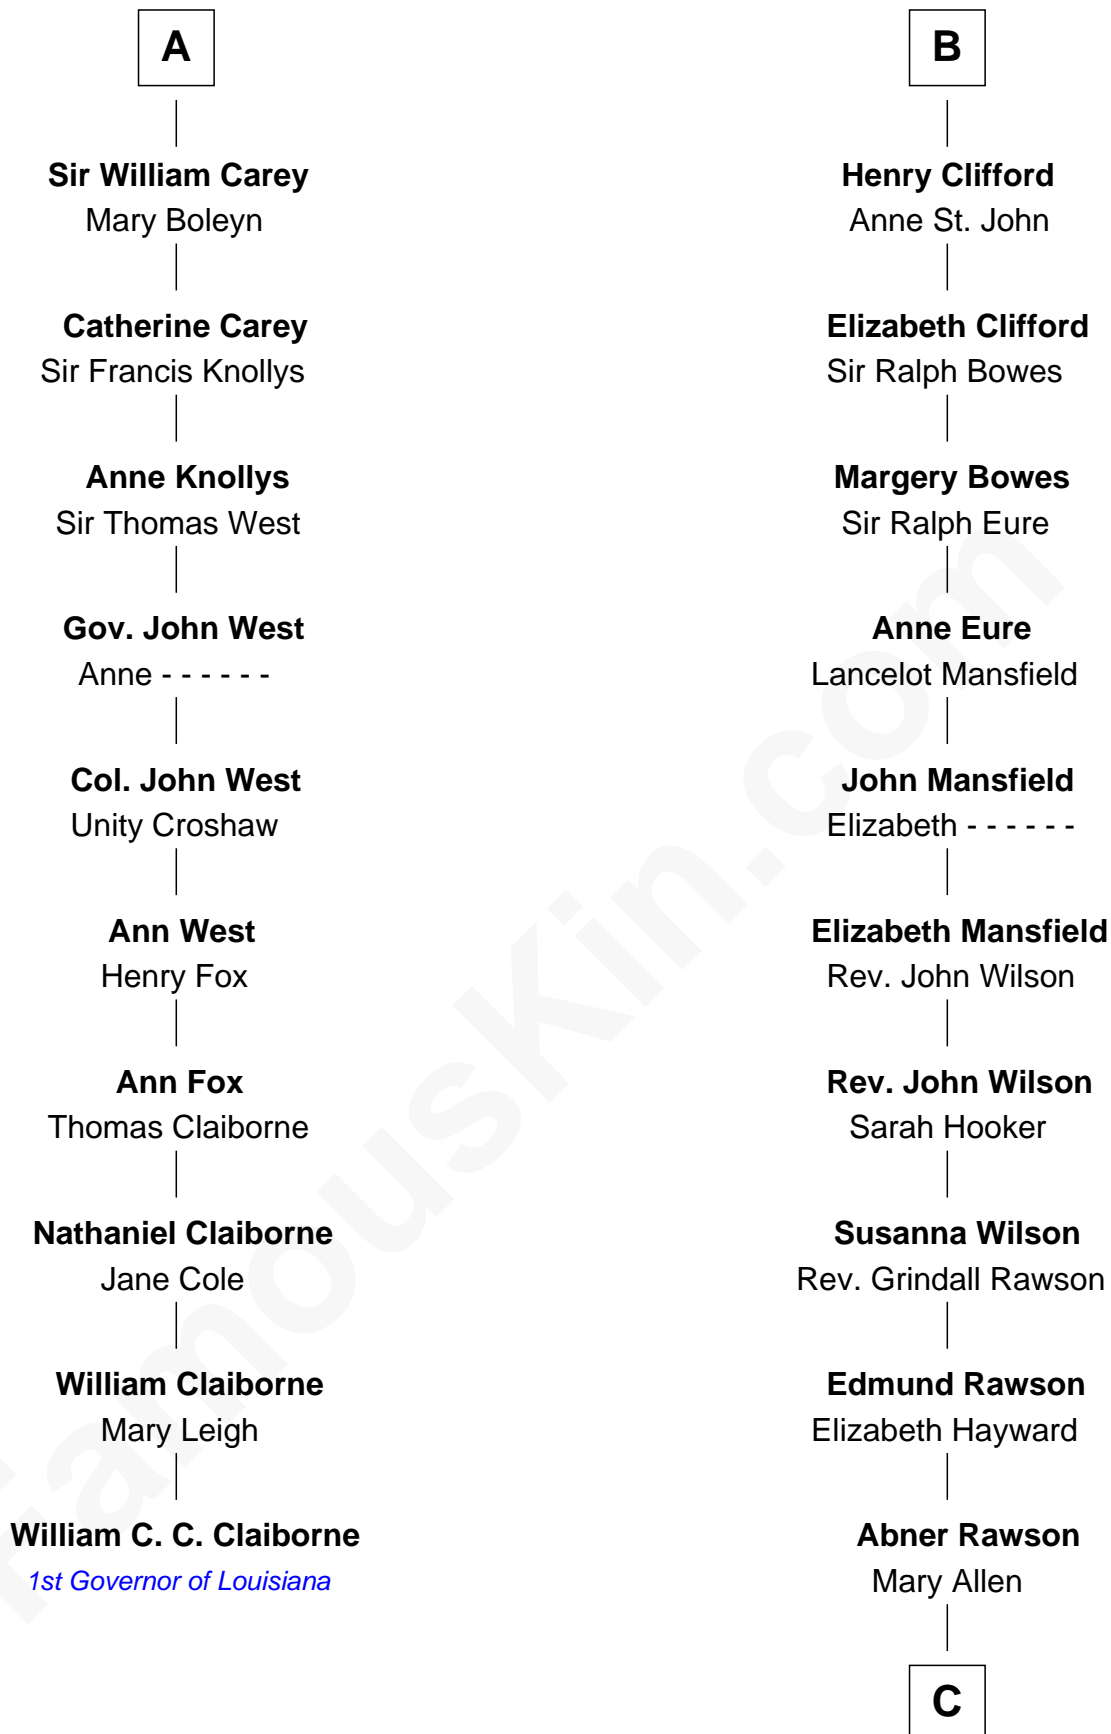 A
Sir William Carey
Mary Boleyn
Catherine Carey
Sir Francis Knollys
Anne Knollys
Sir Thomas West
Gov. John West
Anne - - - - - -
Col. John West
Unity Croshaw
Ann West
Henry Fox
Ann Fox
Thomas Claiborne
Nathaniel Claiborne
Jane Cole
William Claiborne
Mary Leigh
William C. C. Claiborne
1st Governor of Louisiana
B
Henry Clifford
Anne St. John
Elizabeth Clifford
Sir Ralph Bowes
Margery Bowes
Sir Ralph Eure
Anne Eure
Lancelot Mansfield
John Mansfield
Elizabeth - - - - - -
Elizabeth Mansfield
Rev. John Wilson
Rev. John Wilson
Sarah Hooker
Susanna Wilson
Rev. Grindall Rawson
Edmund Rawson
Elizabeth Hayward
Abner Rawson
Mary Allen
C
FamousKin.com